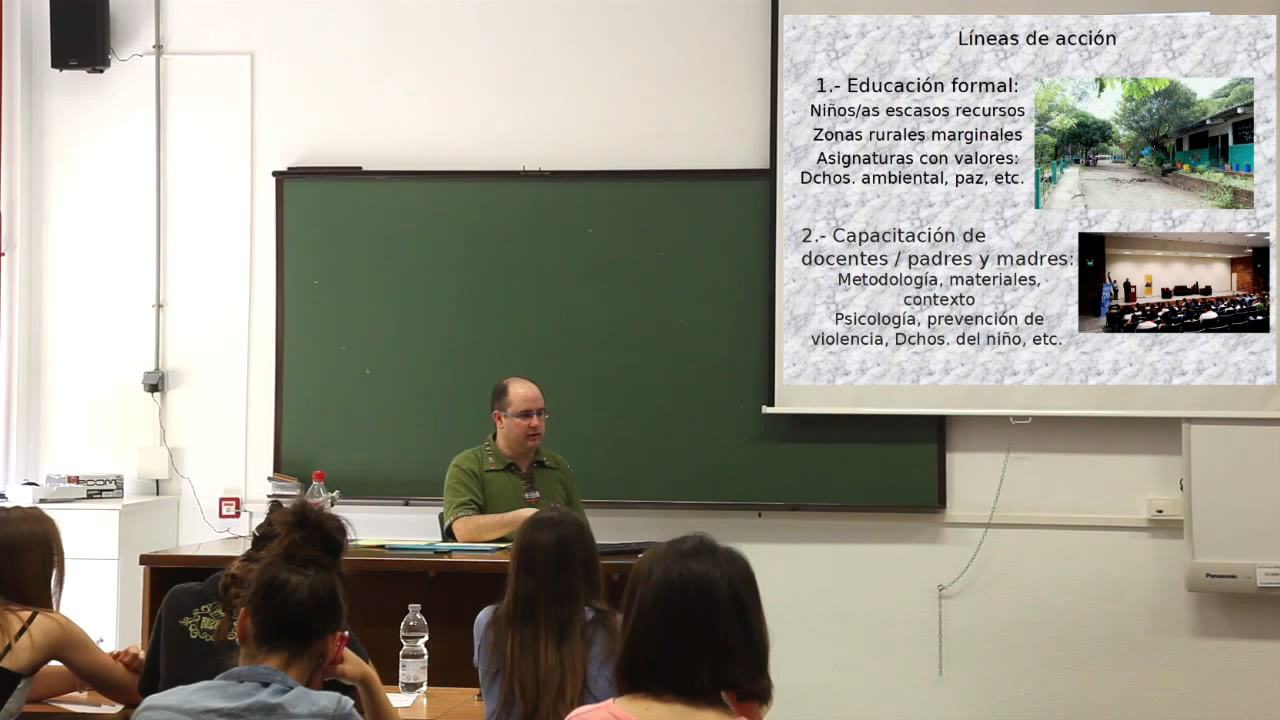 Líneas de acción
1.- Educación formal:
Niños/as escasos recursos
Zonas rurales marginales
Asignaturas con valores:
Dchos. ambiental, paz, etc.
2.- Capacitación de
docentes / padres y madres:
Metodología, materiales,
contexto
Psicología, prevención de
violencia, Dchos. del niño, etc.
ZOOM
Panasonic